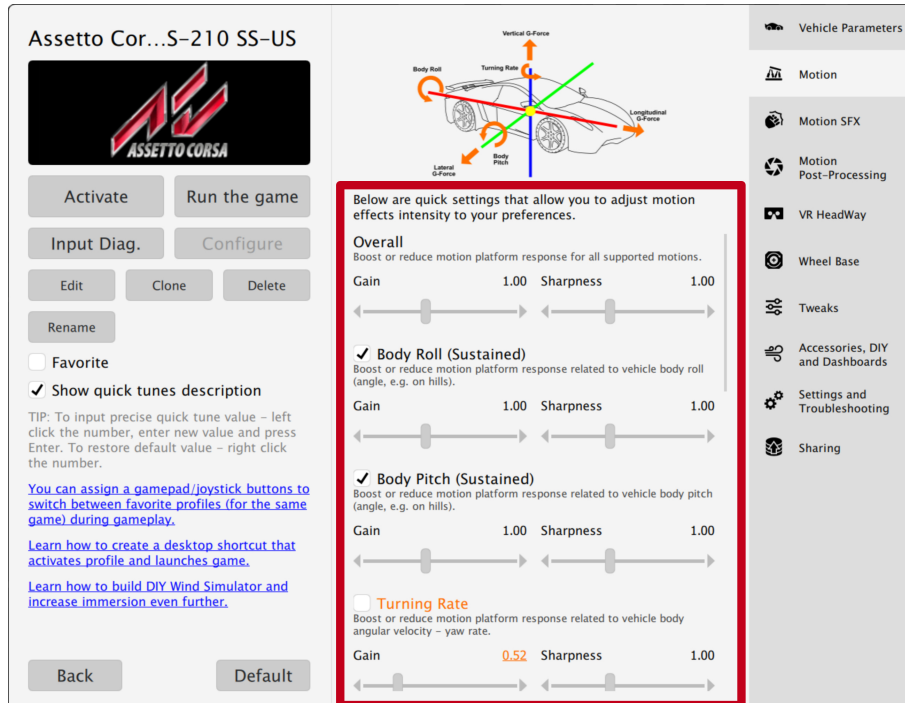 Assetto Cor...S-210 SS-US
ASSETTO CORSA
Activate
Run the game
Input Diag.
Configure
Edit
Clone
Delete
Rename
Favorite
Show quick tunes description
TIP: To input precise quick tune value – left
click the number, enter new value and press
Enter. To restore default value – right click
the number.
You can assign a gamepad/joystick buttons to
switch between favorite profiles (for the same
game) during gameplay.
Learn how to create a desktop shortcut that
activates profile and launches game.
Learn how to build DIY Wind Simulator and
increase immersion even further.
Back
Default
Vertical G-Force
Body Roll
Turning Rate
Longitudinal
G-Force
Lateral
G-Force
Body
Pitch
Below are quick settings that allow you to adjust motion
effects intensity to your preferences.
Overall
Boost or reduce motion platform response for all supported motions.
Gain 1.00 Sharpness 1.00
Body Roll (Sustained)
Boost or reduce motion platform response related to vehicle body roll
(angle, e.g. on hills).
Gain 1.00 Sharpness 1.00
Body Pitch (Sustained)
Boost or reduce motion platform response related to vehicle body pitch
(angle, e.g. on hills).
Gain 1.00 Sharpness 1.00
Turning Rate
Boost or reduce motion platform response related to vehicle body
angular velocity – yaw rate.
Gain 0.52 Sharpness 1.00
Vehicle Parameters
Motion
Motion SFX
Motion
Post-Processing
VR HeadWay
Wheel Base
Tweaks
Accessories, DIY
and Dashboards
Settings and
Troubleshooting
Sharing